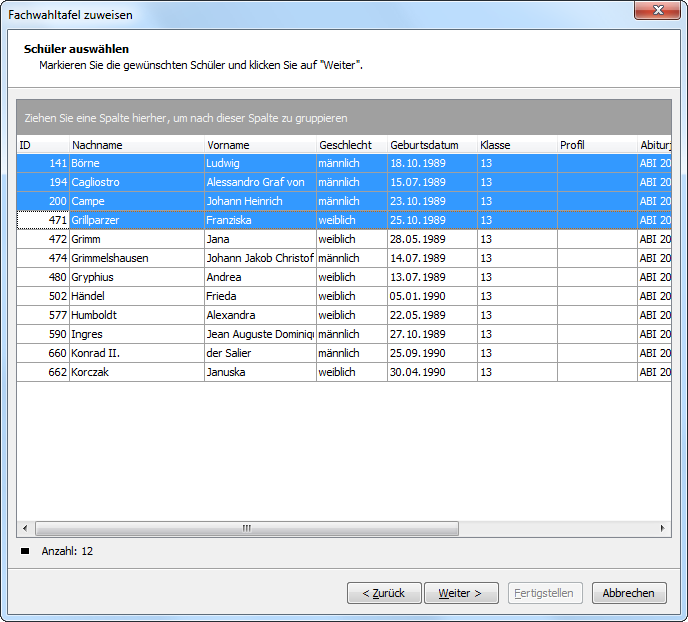 Fachwahltafel zuweisen
Schüler auswählen
Markieren Sie die gewünschten Schüler und klicken Sie auf "Weiter".
Ziehen Sie eine Spalte hierher, um nach dieser Spalte zu gruppieren
ID Nachname Vorname Geschlecht Geburtsdatum Klasse Profil Abiturj
141 Börne Ludwig männlich 18.10.1989 13 ABI 20
194 Cagliostro Alessandro Graf von männlich 15.07.1989 13 ABI 20
200 Campe Johann Heinrich männlich 23.10.1989 13 ABI 20
471 Grillparzer Franziska weiblich 25.10.1989 13 ABI 20
472 Grimm Jana weiblich 28.05.1989 13 ABI 20
474 Grimmelshausen Johann Jakob Christof männlich 14.07.1989 13 ABI 20
480 Gryphius Andrea weiblich 13.07.1989 13 ABI 20
502 Händel Frieda weiblich 05.01.1990 13 ABI 20
577 Humboldt Alexandra weiblich 22.05.1989 13 ABI 20
590 Ingres Jean Auguste Dominiqu männlich 27.10.1989 13 ABI 20
660 Konrad II. der Salier männlich 25.09.1990 13 ABI 20
662 Korczak Januska weiblich 30.04.1990 13 ABI 20
Anzahl: 12
< Zurück Weiter > Fertigstellen Abbrechen